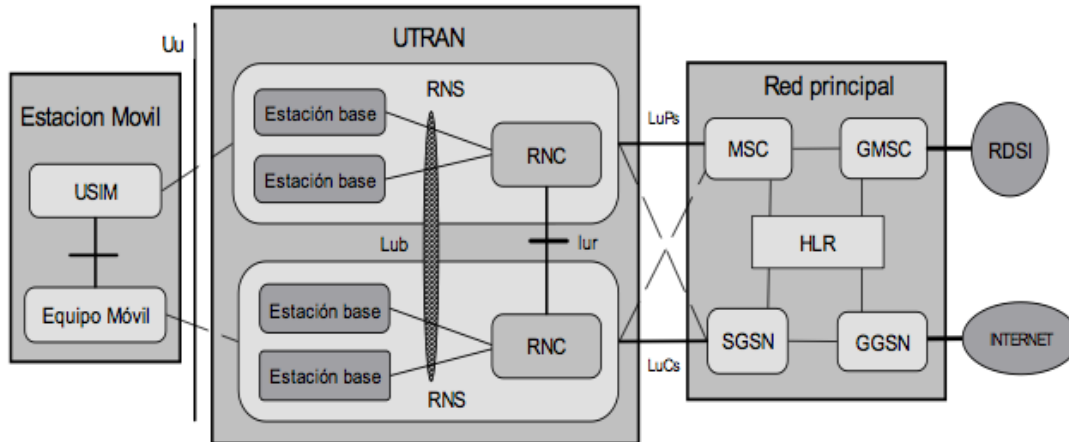 Uu
Estacion Movil
USIM
Equipo Móvil
UTRAN
RNS
Estación base
Estación base
RNC
Lub
Iur
Estación base
Estación base
RNC
RNS
LuPs
LuCs
Red principal
MSC
GMSC
HLR
SGSN
GGSN
RDSI
INTERNET